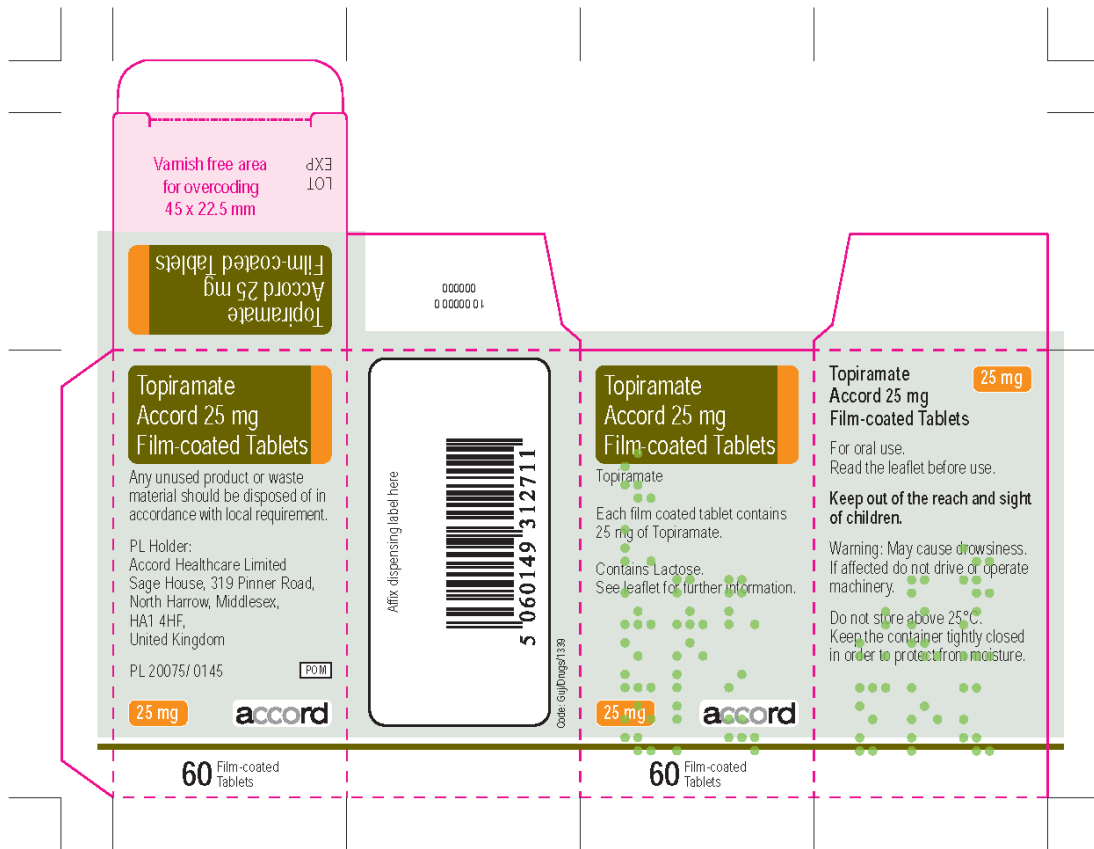 Varnish free area
for overcoding
45 x 22.5 mm
LOT
EXP
Topiramate
Accord 25 mg
Film-coated Tablets
10 00000 0
000000
Topiramate
Accord 25 mg
Film-coated Tablets
Any unused product or waste
material should be disposed of in
accordance with local requirement.
PL Holder:
Accord Healthcare Limited
Sage House, 319 Pinner Road,
North Harrow, Middlesex,
HA1 4HF,
United Kingdom
PL 20075/ 0145
POM
25 mg
accord
60 Film-coated
Tablets
Affix dispensing label here
5 060149 312711
Code: Guj/Drugs/1339
Topiramate
Accord 25 mg
Film-coated Tablets
Topiramate
Each film coated tablet contains
25 mg of Topiramate.
Contains Lactose.
See leaflet for further information.
25 mg
accord
60 Film-coated
Tablets
Topiramate
Accord 25 mg
Film-coated Tablets
25 mg
For oral use.
Read the leaflet before use.
Keep out of the reach and sight
of children.
Warning: May cause drowsiness.
If affected do not drive or operate
machinery.
Do not store above 25°C.
Keep the container tightly closed
in order to protect from moisture.